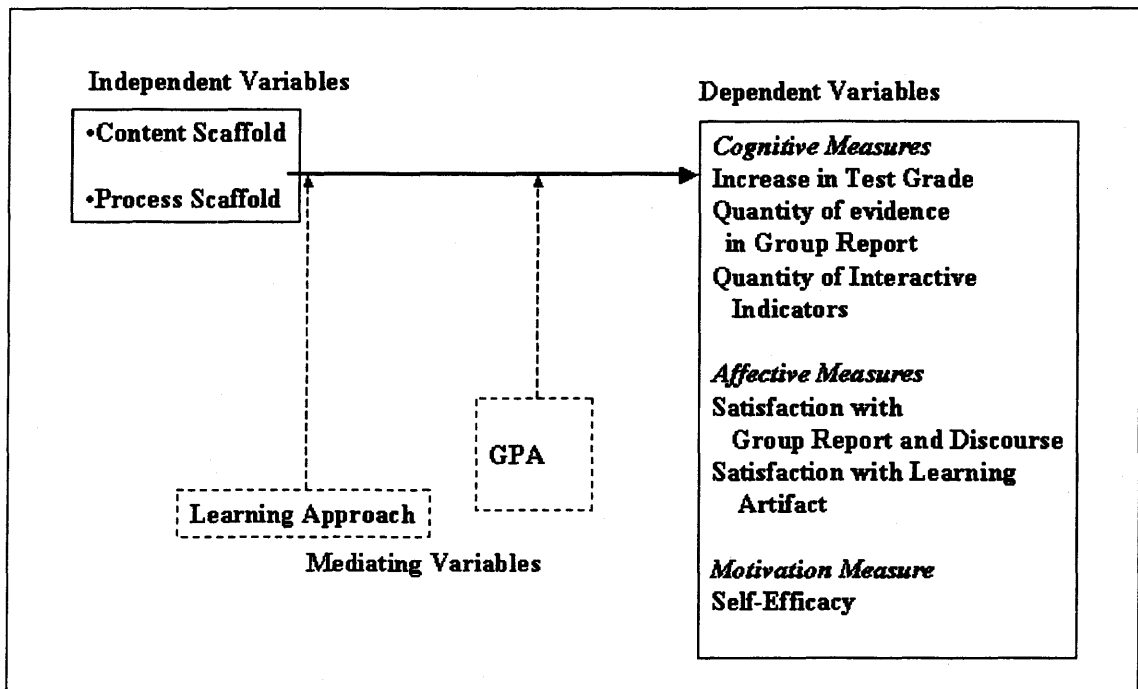 Independent Variables
•Content Scaffold
•Process Scaffold
Learning Approach
GPA
Mediating Variables
Dependent Variables
Cognitive Measures
Increase in Test Grade
Quantity of evidence
in Group Report
Quantity of Interactive
Indicators
Affective Measures
Satisfaction with
Group Report and Discourse
Satisfaction with Learning
Artifact
Motivation Measure
Self-Efficacy